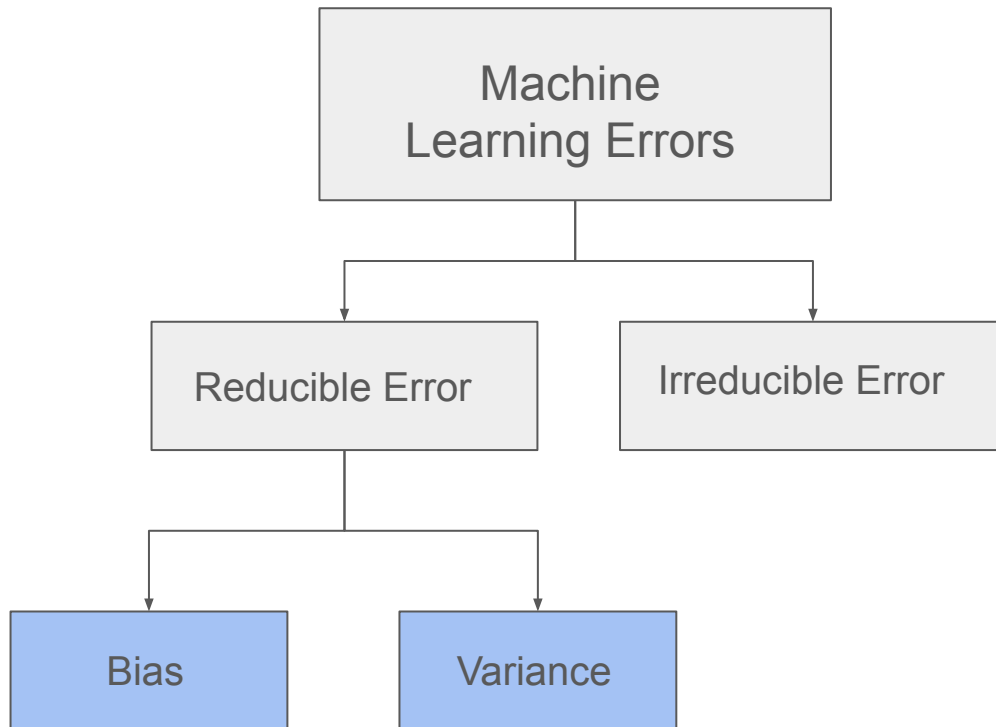 Machine
Learning Errors
Reducible Error
Irreducible Error
Bias
Variance